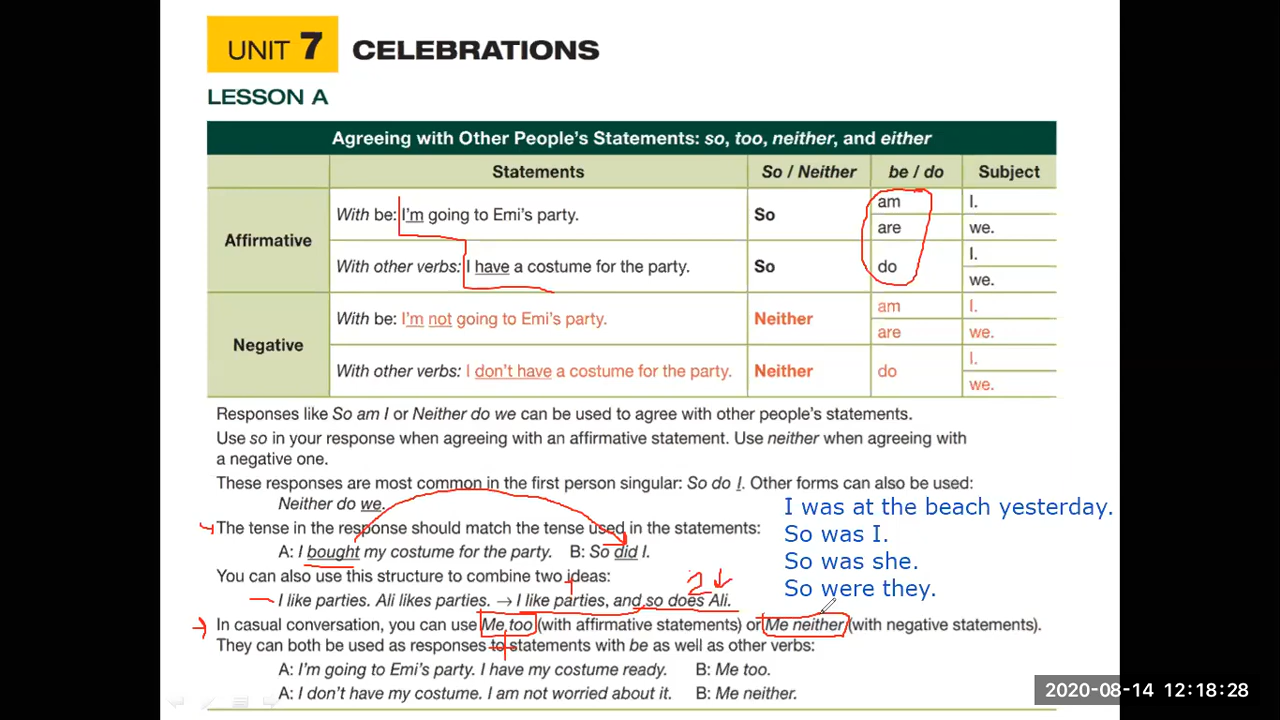 UNIT 7 CELEBRATIONS
LESSON A
Agreeing with Other People's Statements: so, too, neither, and either
Statements So / Neither be / do Subject
Affirmative
With be: I'm going to Emi's party. So am I.
are we.
With other verbs: I have a costume for the party. So do I.
we.
Negative
With be: I'm not going to Emi's party. Neither am I.
are we.
With other verbs: I don't have a costume for the party. Neither do I.
we.
Responses like So am I or Neither do we can be used to agree with other people's statements.
Use so in your response when agreeing with an affirmative statement. Use neither when agreeing with
a negative one.
These responses are most common in the first person singular: So do I. Other forms can also be used:
Neither do we.
The tense in the response should match the tense used in the statements:
A: I bought my costume for the party. B: So did I.
You can also use this structure to combine two ideas:
I like parties. Ali likes parties. → I like parties, and so does Ali.
In casual conversation, you can use Me too (with affirmative statements) or Me neither (with negative statements).
They can both be used as responses to statements with be as well as other verbs:
A: I'm going to Emi's party. I have my costume ready. B: Me too.
A: I don't have my costume. I am not worried about it. B: Me neither.
I was at the beach yesterday.
So was I.
So was she.
So were they.
2020-08-14 12:18:28